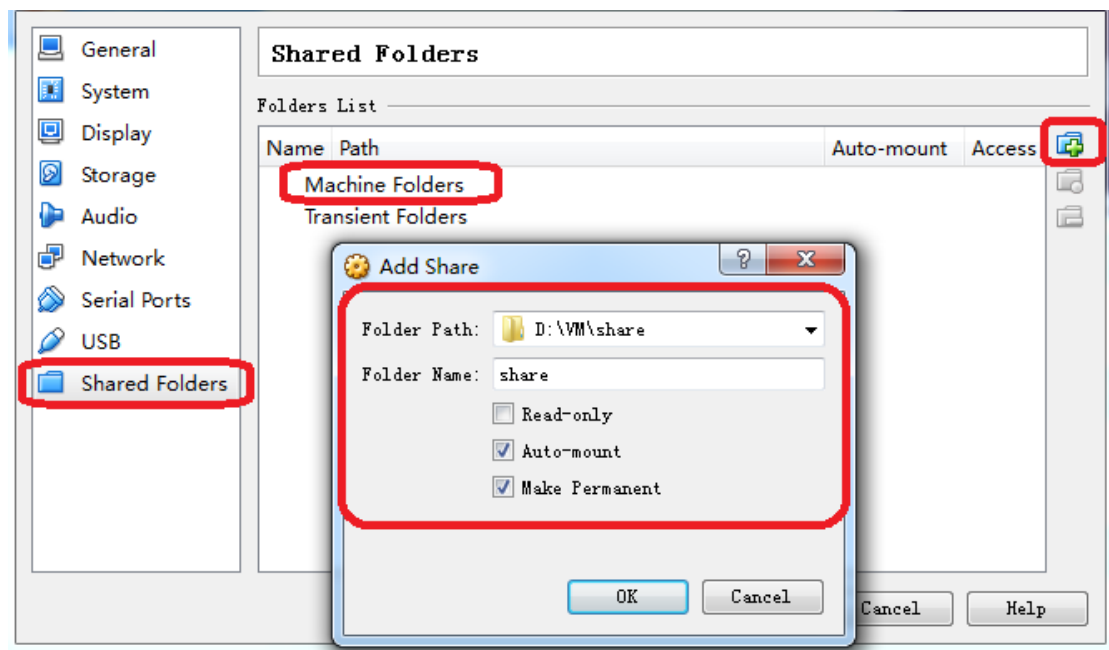 General
System
Display
Storage
Audio
Network
Serial Ports
USB
Shared Folders
Shared Folders
Folders List
Name Path Auto-mount Access
Machine Folders
Transient Folders
Add Share
?
Folder Path: D:\VM\share
Folder Name: share
Read-only
Auto-mount
Make Permanent
OK Cancel
Cancel Help